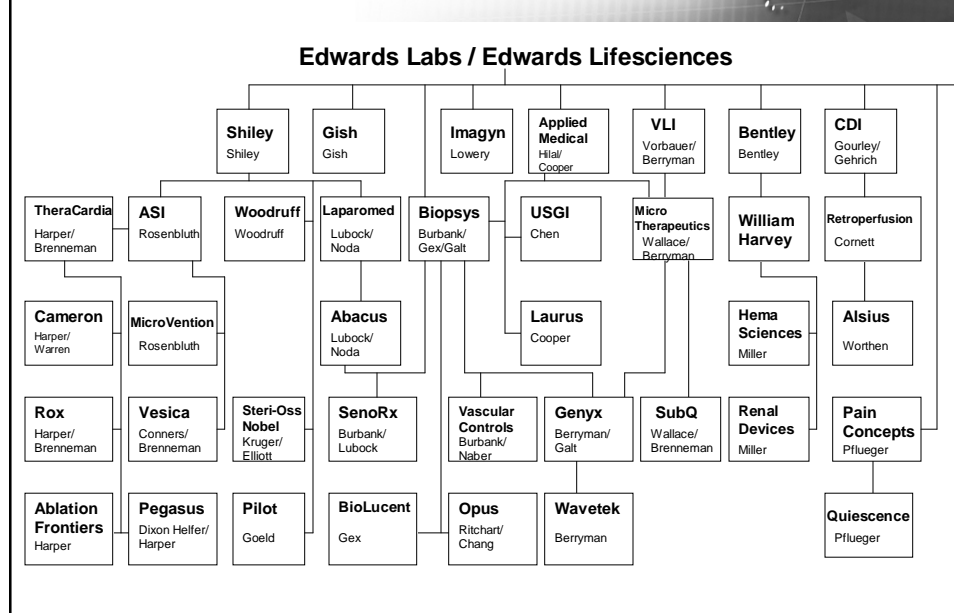 Edwards Labs / Edwards Lifesciences
Shiley
Shiley
Gish
Gish
Imagyn
Lowery
Applied
Medical
Hilal/
Cooper
VLI
Vorbauer/
Berryman
Bentley
Bentley
CDI
Gourley/
Gehrich
TheraCardia
Harper/
Brenneman
ASI
Rosenbluth
Woodruff
Woodruff
Laparomed
Lubock/
Noda
Biopsys
Burbank/
Gex/Galt
USGI
Chen
Micro
Therapeutics
Wallace/
Berryman
William
Harvey
Retroperfusion
Cornett
Cameron
Harper/
Warren
MicroVention
Rosenbluth
Abacus
Lubock/
Noda
Laurus
Cooper
Hema
Sciences
Miller
Alsius
Worthen
Rox
Harper/
Brenneman
Vesica
Conners/
Brenneman
Steri-Oss
Nobel
Kruger/
Elliott
SenoRx
Burbank/
Lubock
Vascular
Controls
Burbank/
Naber
Genyx
Berryman/
Galt
SubQ
Wallace/
Brenneman
Renal
Devices
Miller
Pain
Concepts
Pflueger
Ablation
Frontiers
Harper
Pegasus
Dixon Helfer/
Harper
Pilot
Goeld
BioLucent
Gex
Opus
Ritchart/
Chang
Wavetek
Berryman
Quiescence
Pflueger